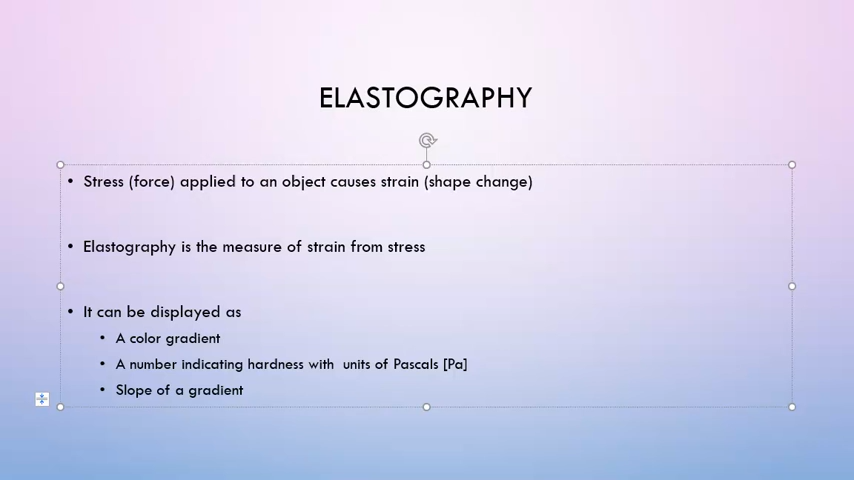 ELASTOGRAPHY
• Stress (force) applied to an object causes strain (shape change)
• Elastography is the measure of strain from stress
• It can be displayed as
• A color gradient
• A number indicating hardness with  units of Pascals [Pa]
• Slope of a gradient